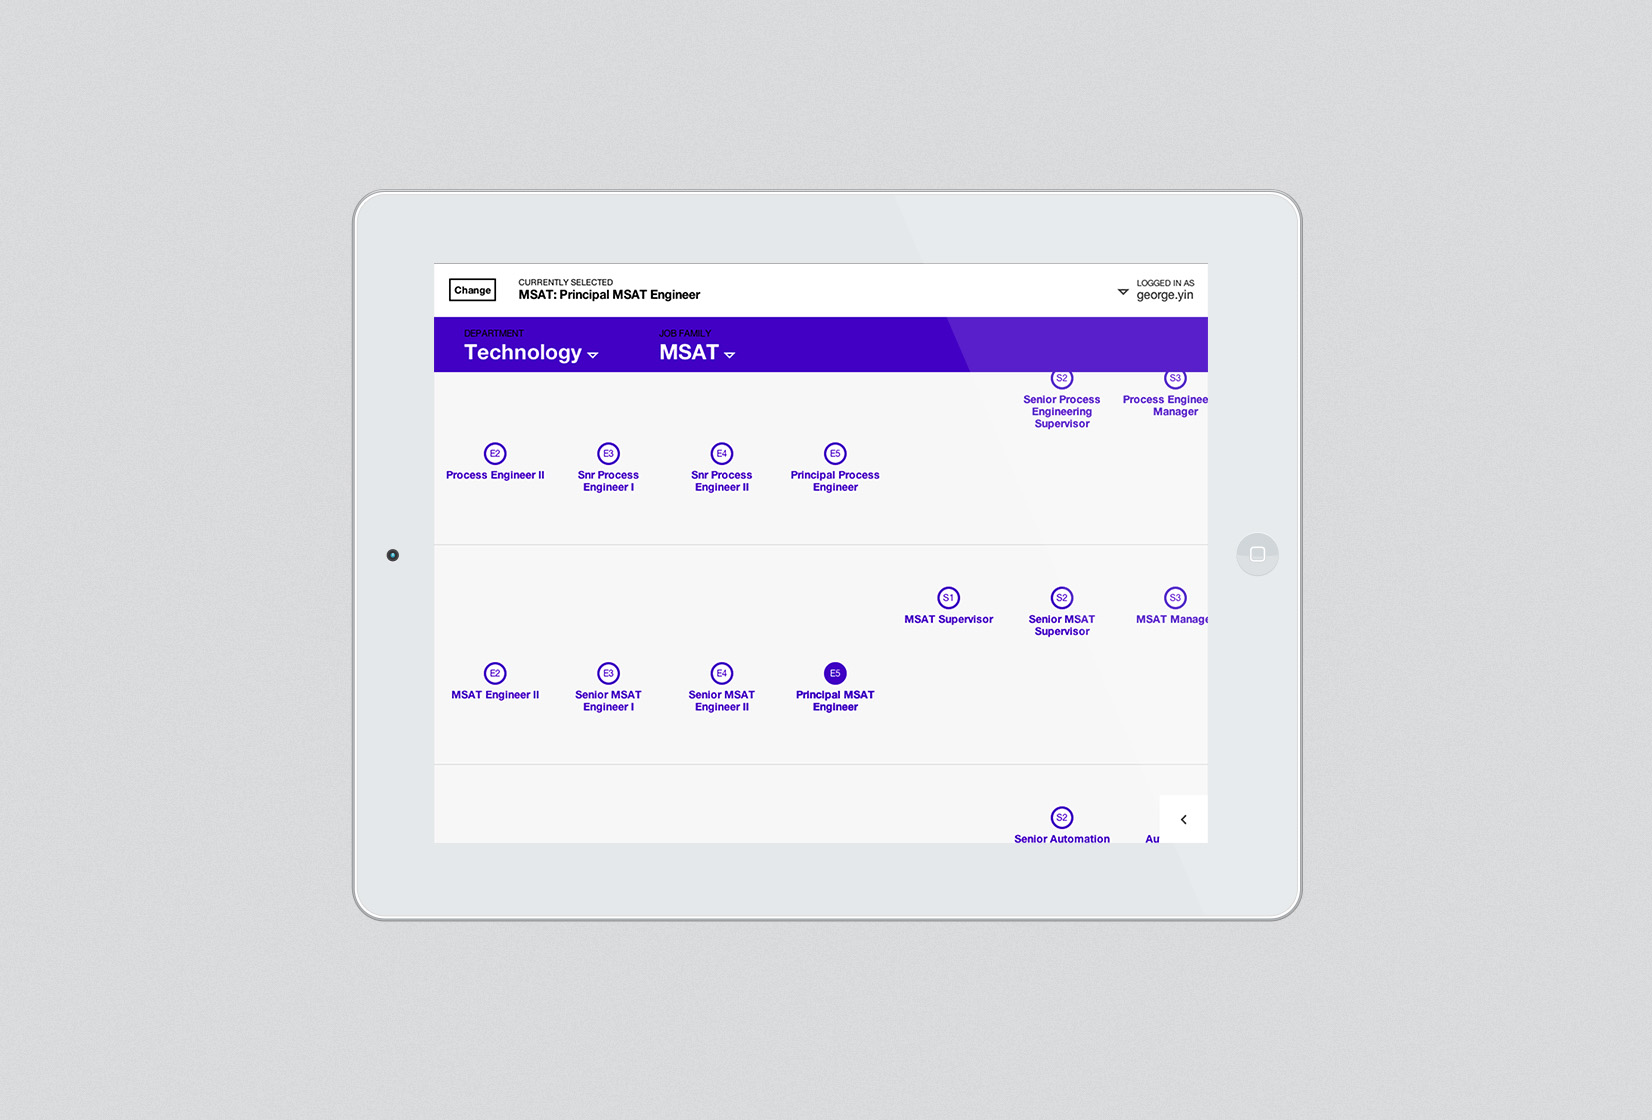 Change
CURRENTLY SELECTED
MSAT: Principal MSAT Engineer
LOGGED IN AS
george.yin
DEPARTMENT
Technology
JOB FAMILY
MSAT
S2
Senior Process
Engineering
Supervisor
S3
Process Enginee
Manager
E2
Process Engineer II
E3
Snr Process
Engineer I
E4
Snr Process
Engineer II
E5
Principal Process
Engineer
S1
MSAT Supervisor
S2
Senior MSAT
Supervisor
S3
MSAT Manage
E2
MSAT Engineer II
E3
Senior MSAT
Engineer I
E4
Senior MSAT
Engineer II
E5
Principal MSAT
Engineer
S2
Senior Automation
Au